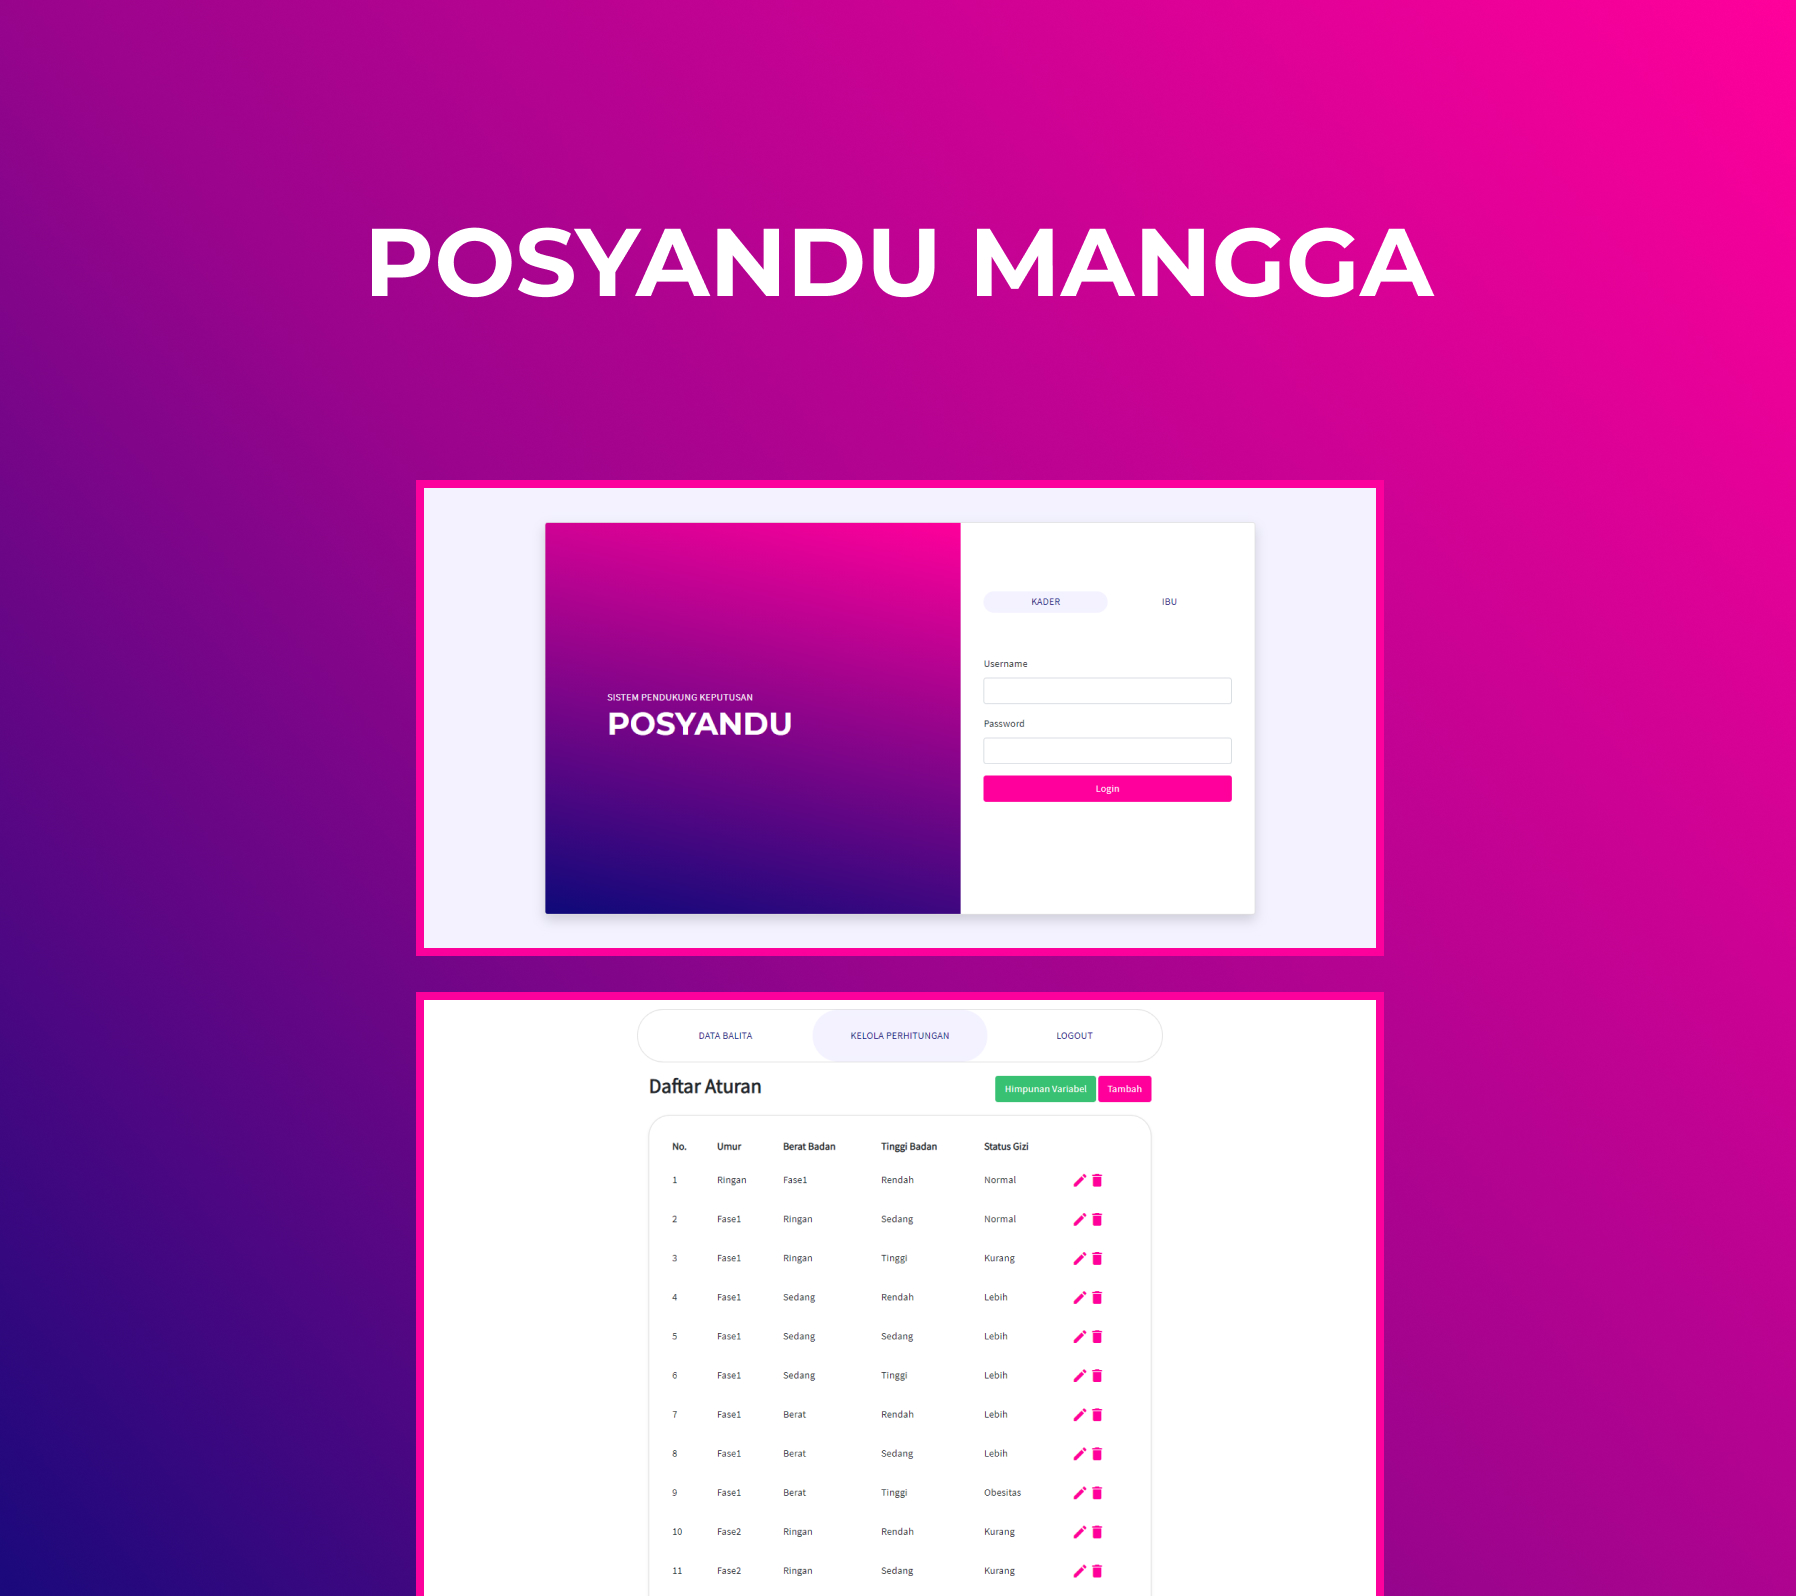 POSYANDU MANGGA
KADER IBU
Username
SISTEM PENDUKUNG KEPUTUSAN
POSYANDU
Password
Login
DATA BALITA KELOLA PERHITUNGAN LOGOUT
Daftar Aturan Himpunan Variabel Tambah
No. Umur Berat Badan Tinggi Badan Status Gizi
1 Ringan Fase1 Rendah Normal
2 Fase1 Ringan Sedang Normal
3 Fase1 Ringan Tinggi Kurang
4 Fase1 Sedang Rendah Lebih
5 Fase1 Sedang Sedang Lebih
6 Fase1 Sedang Tinggi Lebih
7 Fase1 Berat Rendah Lebih
8 Fase1 Berat Sedang Lebih
9 Fase1 Berat Tinggi Obesitas
10 Fase2 Ringan Rendah Kurang
11 Fase2 Ringan Sedang Kurang